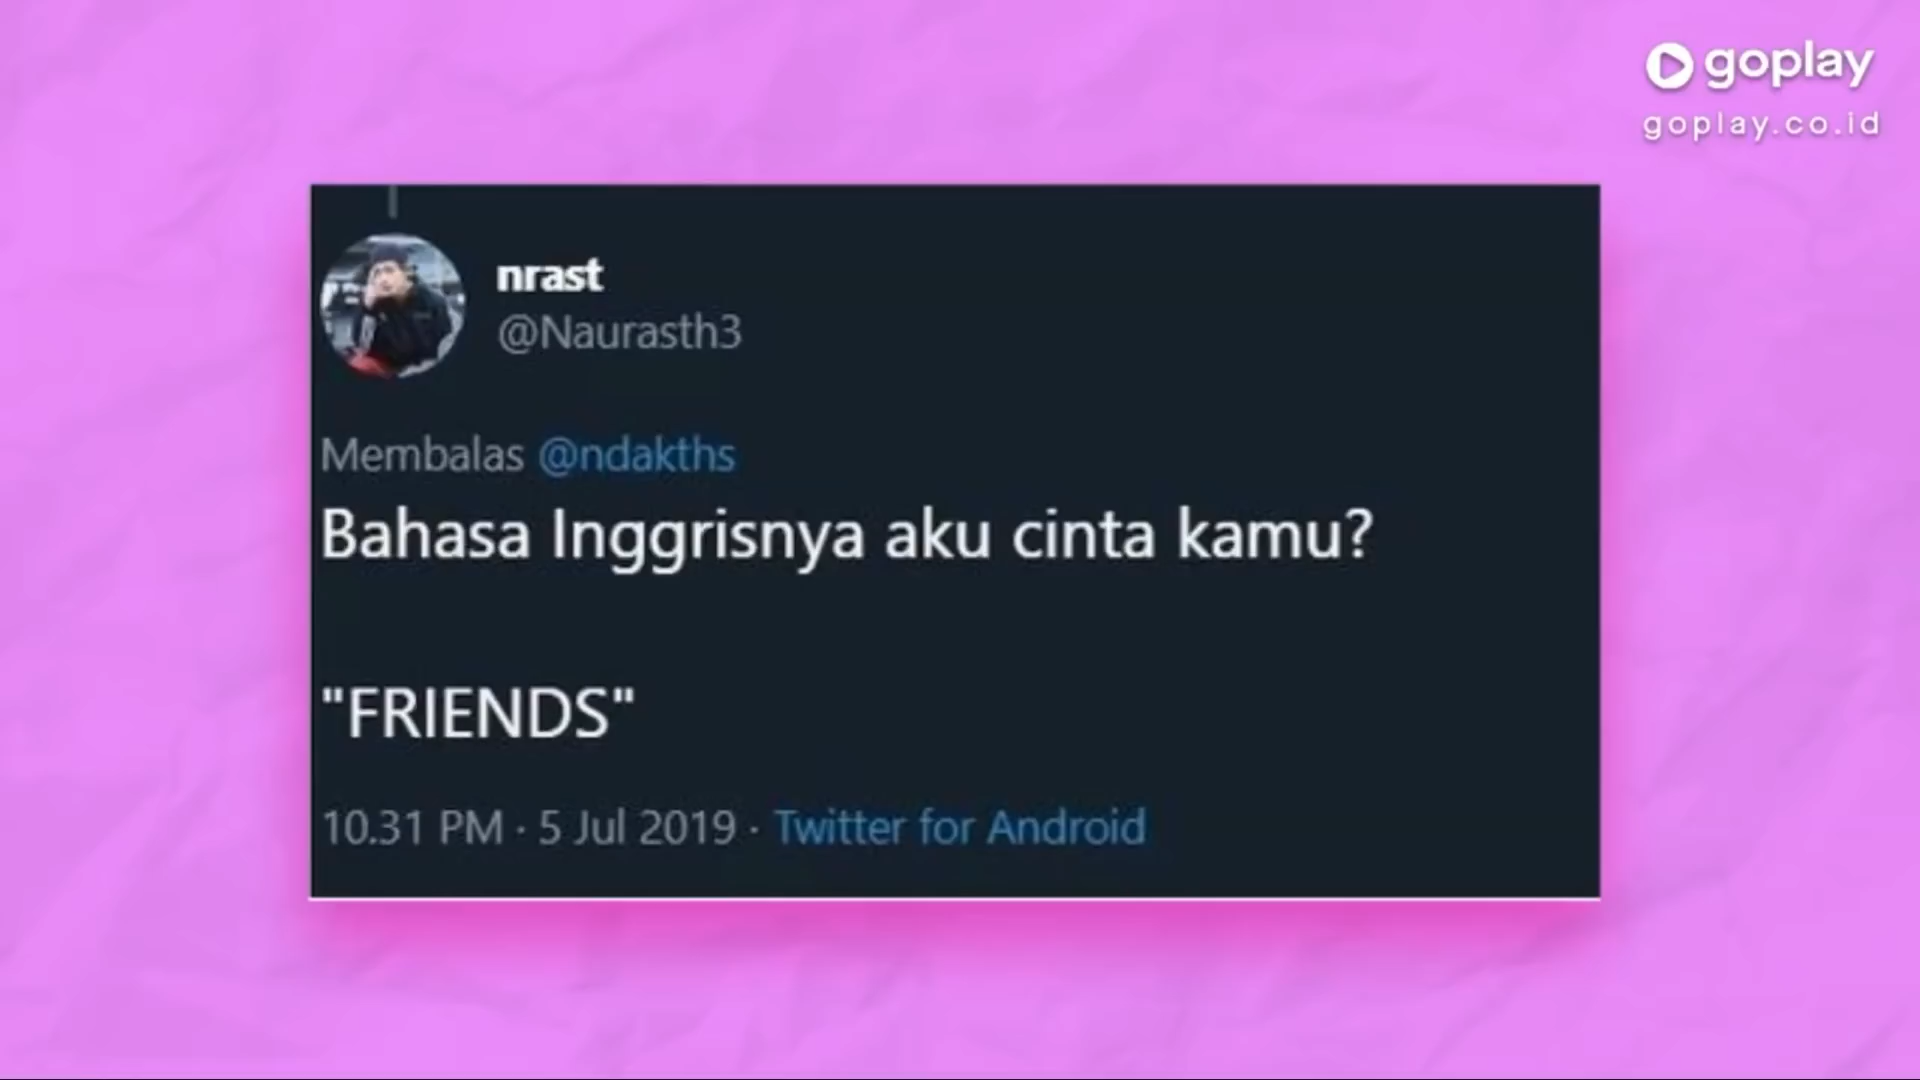 goplay
goplay.co.id
nrast
@Naurasth3
Membalas @ndakths
Bahasa Inggrisnya aku cinta kamu?
"FRIENDS"
10.31 PM · 5 Jul 2019 · Twitter for Android